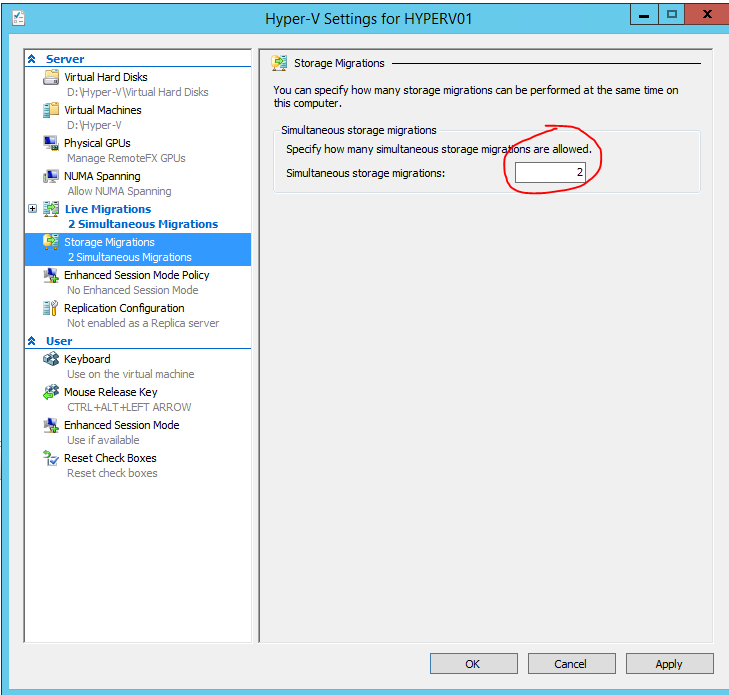 Hyper-V Settings for HYPERV01
Server
Virtual Hard Disks
D:\Hyper-V\Virtual Hard Disks
Virtual Machines
D:\Hyper-V
Physical GPUs
Manage RemoteFX GPUs
NUMA Spanning
Allow NUMA Spanning
Live Migrations
2 Simultaneous Migrations
Storage Migrations
2 Simultaneous Migrations
Enhanced Session Mode Policy
No Enhanced Session Mode
Replication Configuration
Not enabled as a Replica server
User
Keyboard
Use on the virtual machine
Mouse Release Key
CTRL+ALT+LEFT ARROW
Enhanced Session Mode
Use if available
Reset Check Boxes
Reset check boxes
Storage Migrations
You can specify how many storage migrations can be performed at the same time on
this computer.
Simultaneous storage migrations
Specify how many simultaneous storage migrations are allowed.
Simultaneous storage migrations: 2
OK Cancel Apply